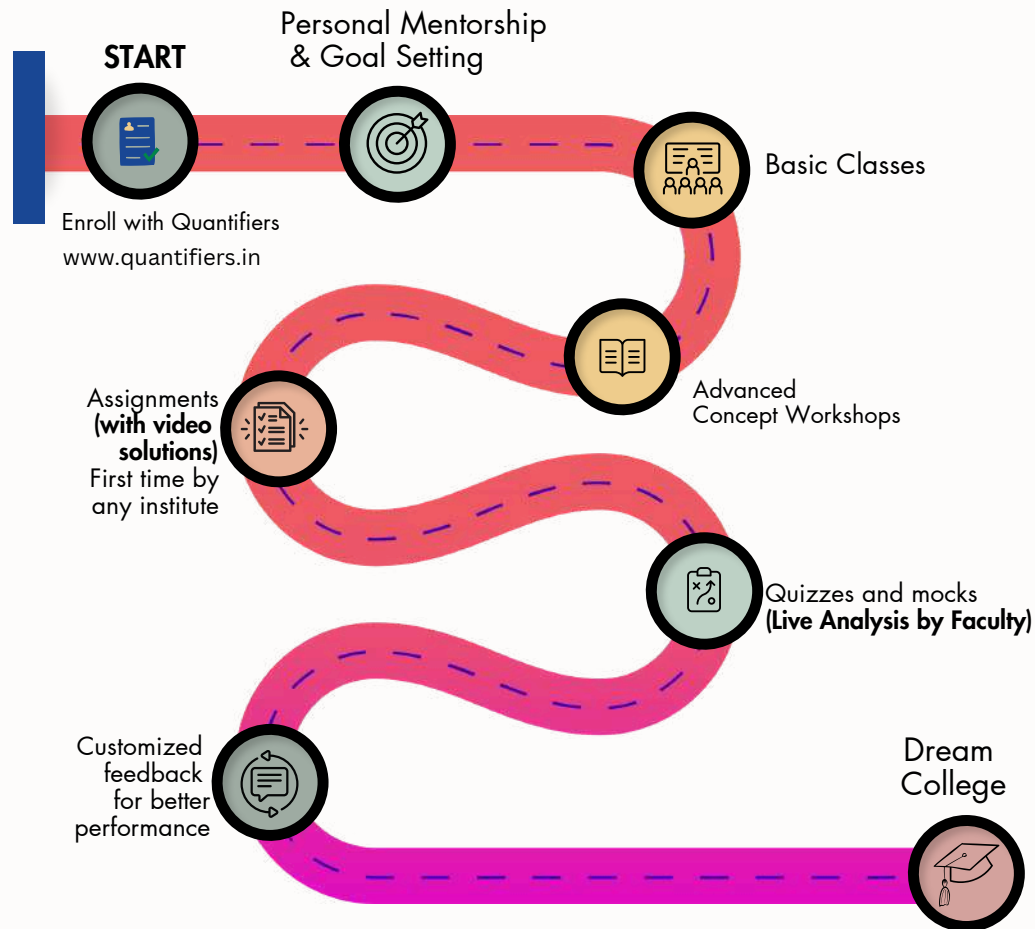 START
Enroll with Quantifiers
www.quantifiers.in
Personal Mentorship
& Goal Setting
Basic Classes
Advanced
Concept Workshops
Assignments
(with video
solutions)
First time by
any institute
Quizzes and mocks
(Live Analysis by Faculty)
Customized
feedback
for better
performance
Dream
College